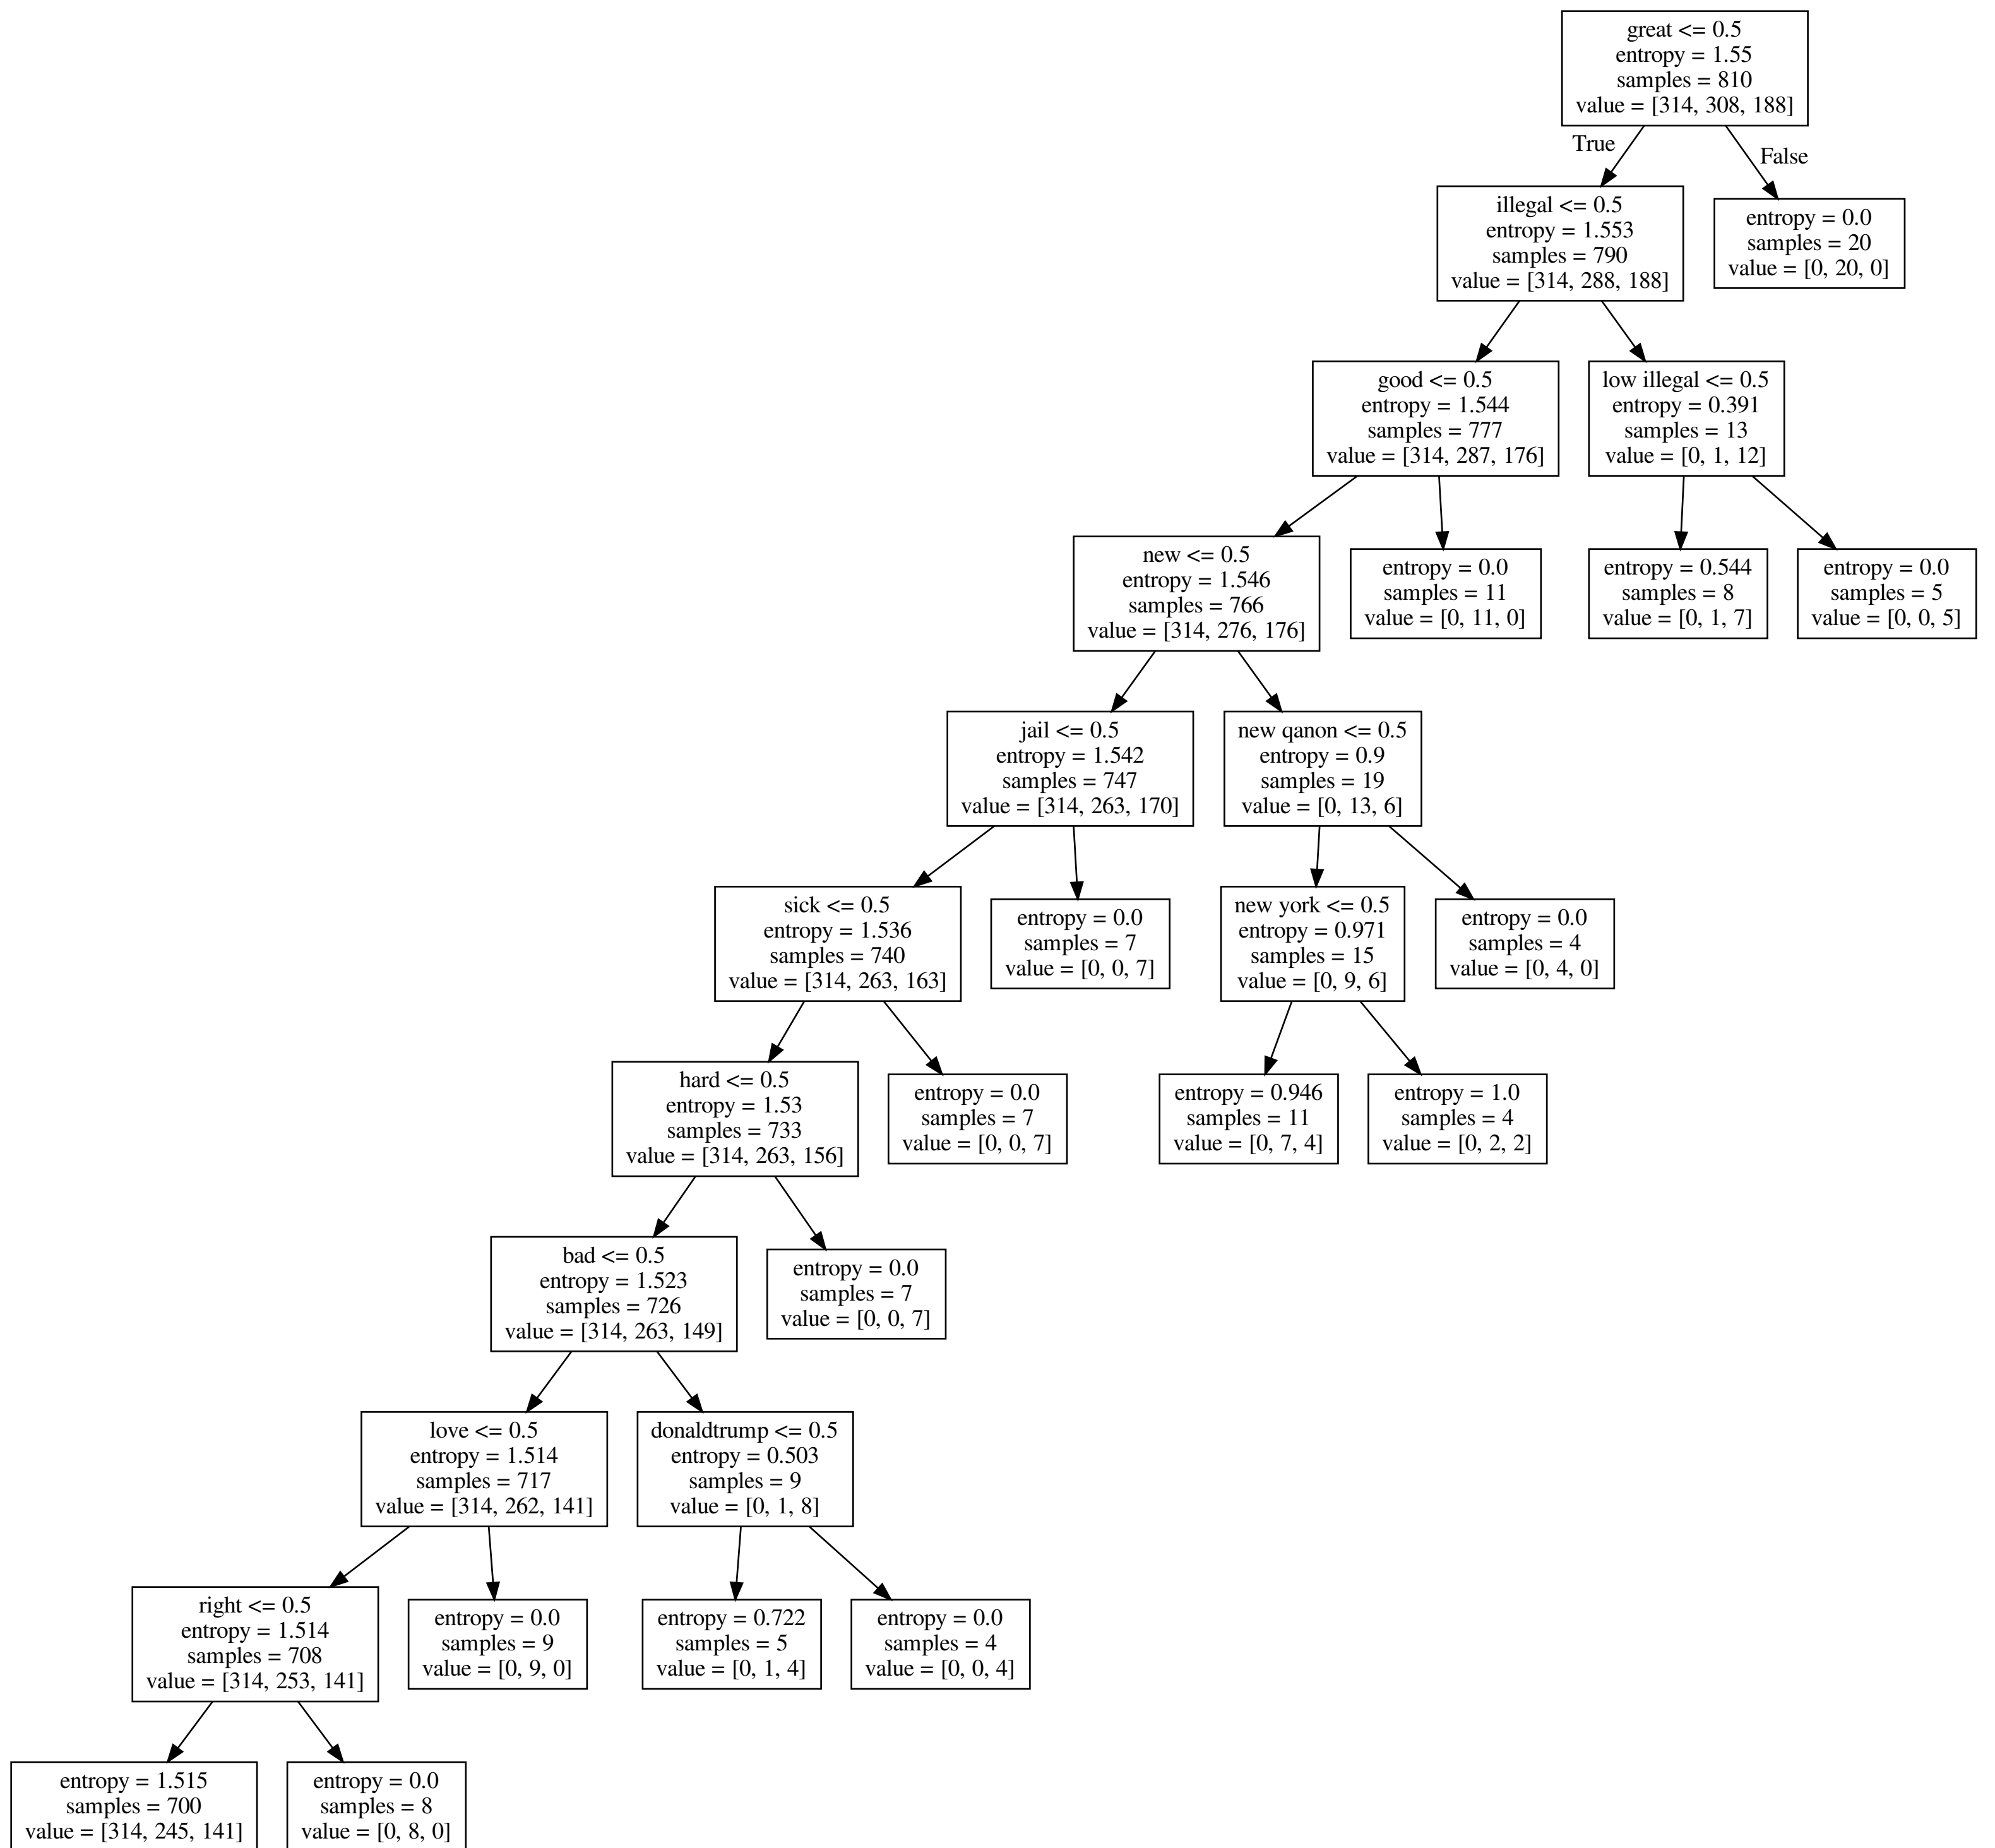 great <= 0.5
entropy = 1.55
samples = 810
value = [314, 308, 188]
True
False
illegal <= 0.5
entropy = 1.553
samples = 790
value = [314, 288, 188]
entropy = 0.0
samples = 20
value = [0, 20, 0]
good <= 0.5
entropy = 1.544
samples = 777
value = [314, 287, 176]
low illegal <= 0.5
entropy = 0.391
samples = 13
value = [0, 1, 12]
new <= 0.5
entropy = 1.546
samples = 766
value = [314, 276, 176]
entropy = 0.0
samples = 11
value = [0, 11, 0]
entropy = 0.544
samples = 8
value = [0, 1, 7]
entropy = 0.0
samples = 5
value = [0, 0, 5]
jail <= 0.5
entropy = 1.542
samples = 747
value = [314, 263, 170]
new qanon <= 0.5
entropy = 0.9
samples = 19
value = [0, 13, 6]
sick <= 0.5
entropy = 1.536
samples = 740
value = [314, 263, 163]
entropy = 0.0
samples = 7
value = [0, 0, 7]
new york <= 0.5
entropy = 0.971
samples = 15
value = [0, 9, 6]
entropy = 0.0
samples = 4
value = [0, 4, 0]
hard <= 0.5
entropy = 1.53
samples = 733
value = [314, 263, 156]
entropy = 0.0
samples = 7
value = [0, 0, 7]
entropy = 0.946
samples = 11
value = [0, 7, 4]
entropy = 1.0
samples = 4
value = [0, 2, 2]
bad <= 0.5
entropy = 1.523
samples = 726
value = [314, 263, 149]
entropy = 0.0
samples = 7
value = [0, 0, 7]
love <= 0.5
entropy = 1.514
samples = 717
value = [314, 262, 141]
donaldtrump <= 0.5
entropy = 0.503
samples = 9
value = [0, 1, 8]
right <= 0.5
entropy = 1.514
samples = 708
value = [314, 253, 141]
entropy = 0.0
samples = 9
value = [0, 9, 0]
entropy = 0.722
samples = 5
value = [0, 1, 4]
entropy = 0.0
samples = 4
value = [0, 0, 4]
entropy = 1.515
samples = 700
value = [314, 245, 141]
entropy = 0.0
samples = 8
value = [0, 8, 0]